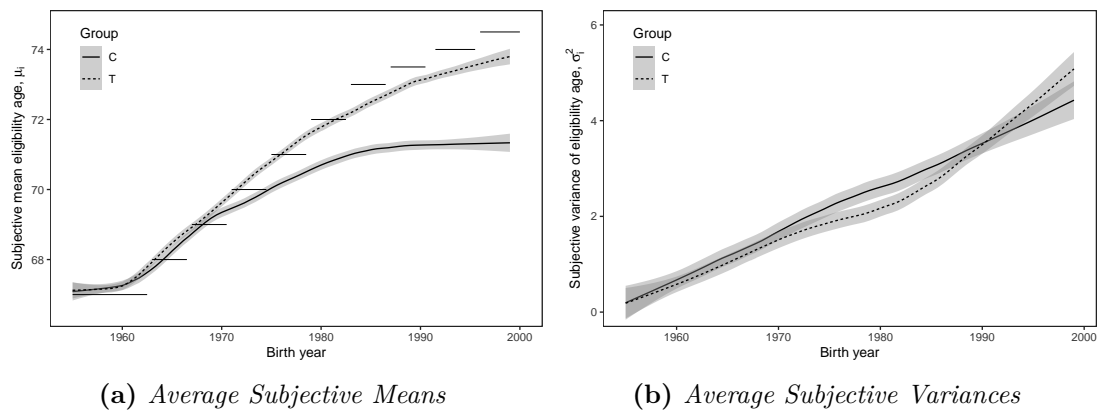 Group
C
T
Subjective mean eligibility age, μi
74
72
70
68
1960
1970
1980
1990
2000
Birth year
(a) Average Subjective Means
Group
C
T
Subjective variance of eligibility age, σi²
6
4
2
0
1960
1970
1980
1990
2000
Birth year
(b) Average Subjective Variances